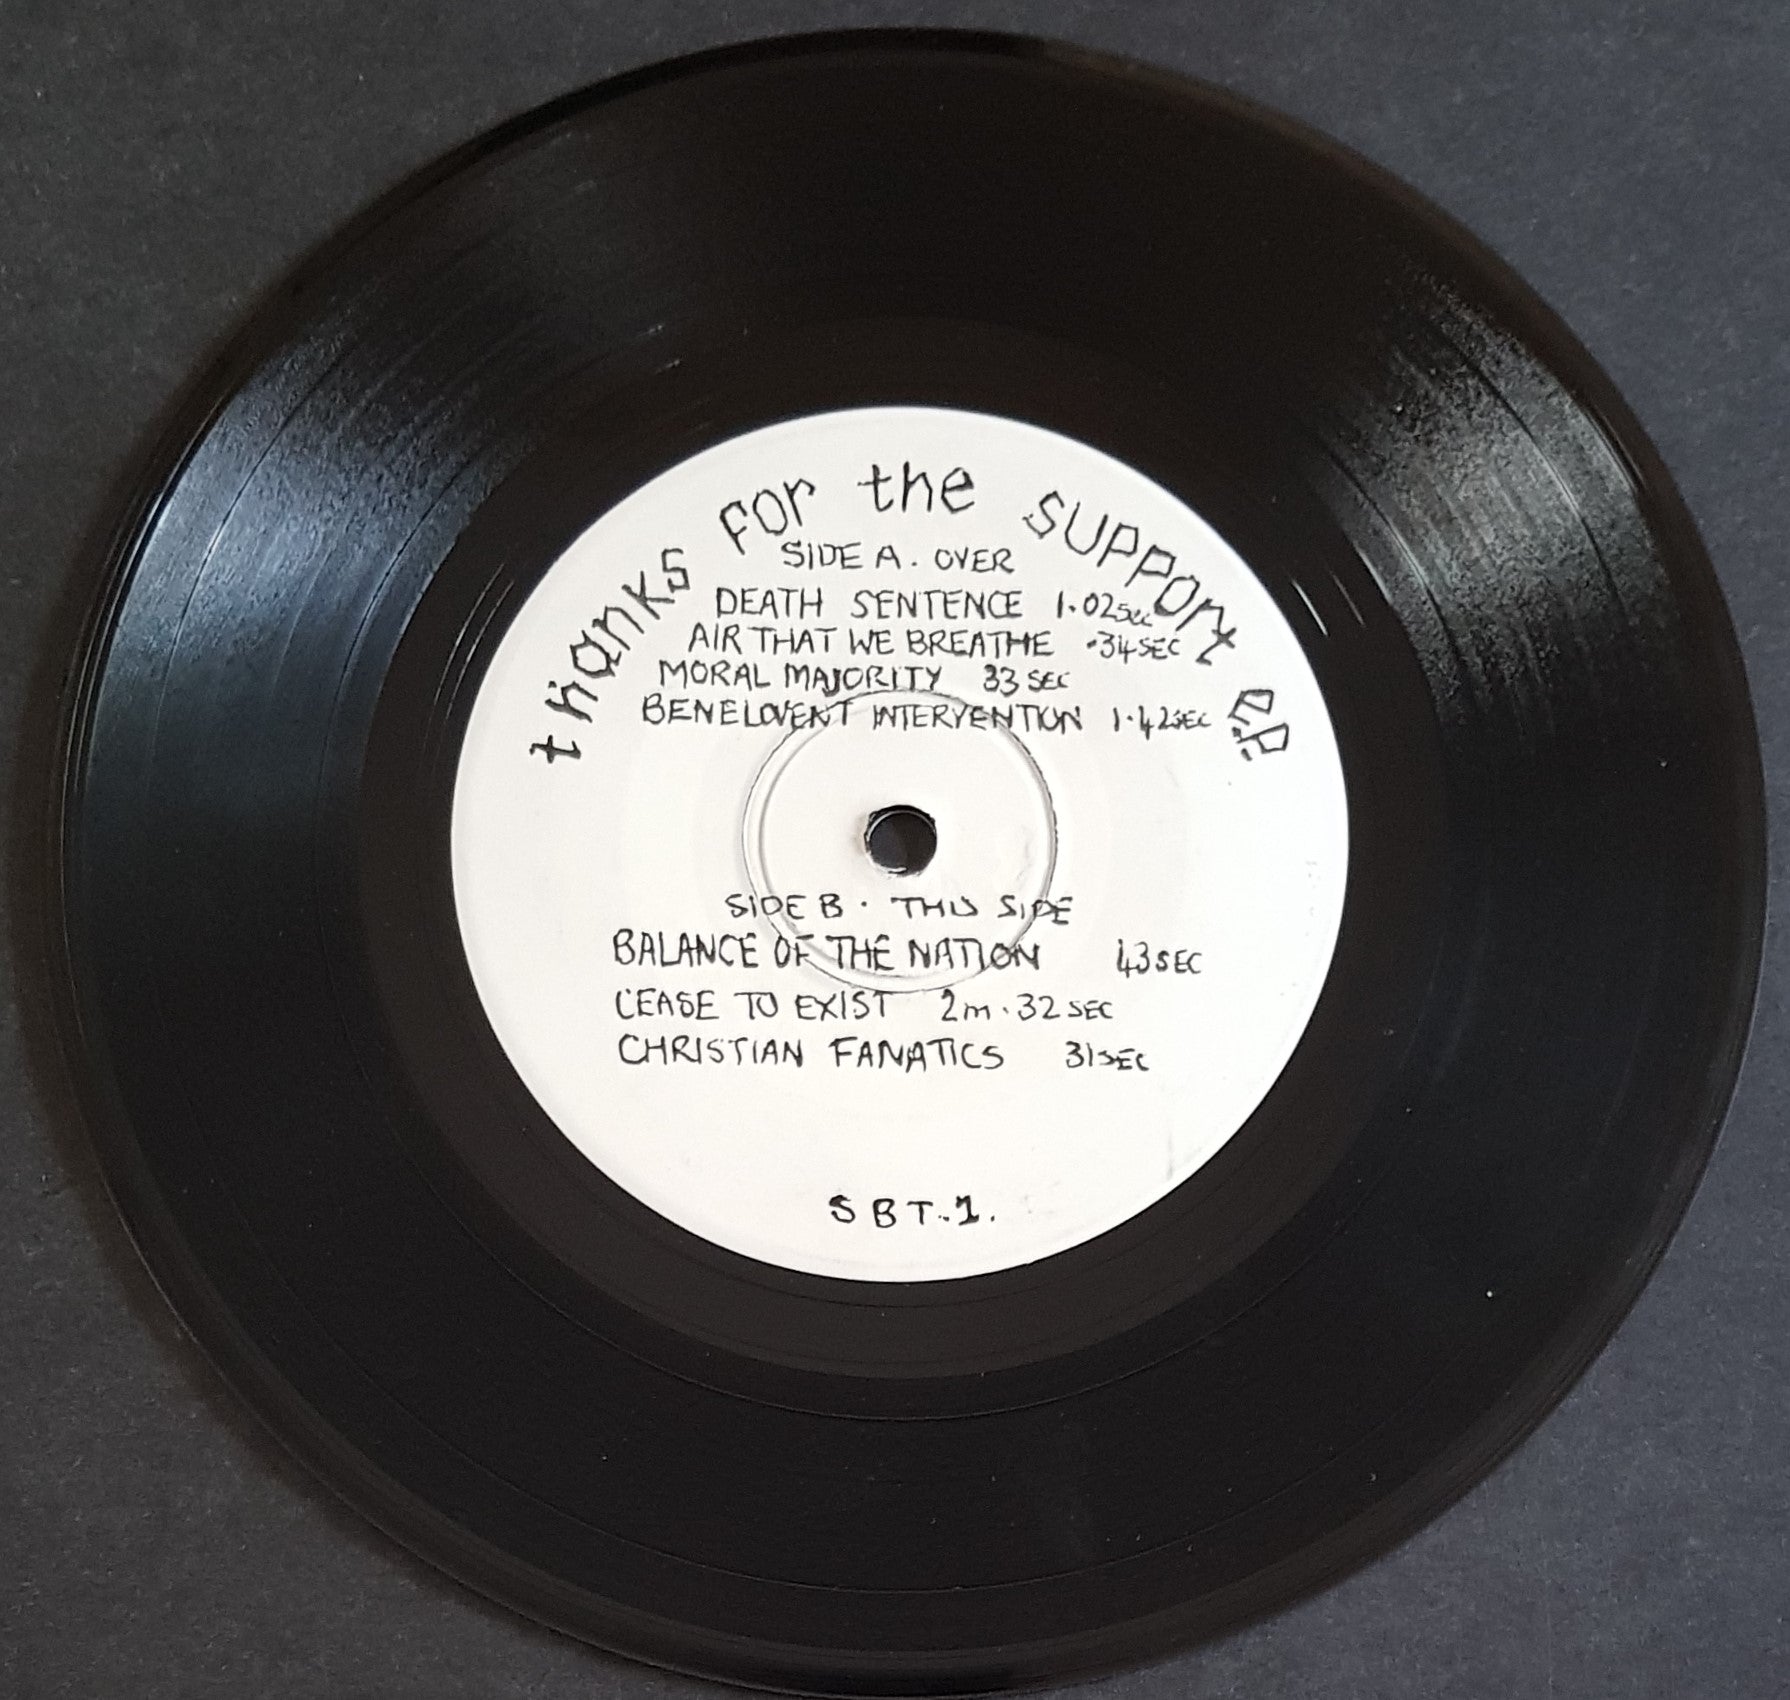 thanks for the support e.p.
SIDE A. OVER
DEATH SENTENCE 1.02sec
AIR THAT WE BREATHE .34SEC
MORAL MAJORITY 33 SEC
BENELOVENT INTERVENTION 1.42SEC
SIDE B. THIS SIDE
BALANCE OF THE NATION 43SEC
CEASE TO EXIST 2m.32SEC
CHRISTIAN FANATICS 31SEC
SBT.1.